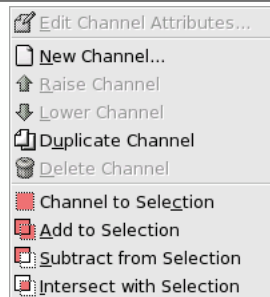 Edit Channel Attributes...
New Channel...
Raise Channel
Lower Channel
Duplicate Channel
Delete Channel
Channel to Selection
Add to Selection
Subtract from Selection
Intersect with Selection